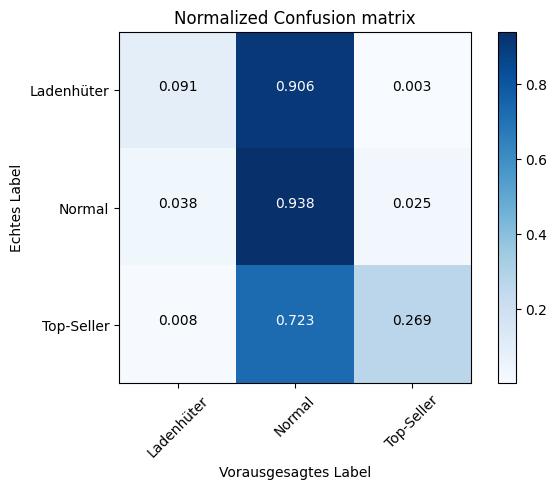 Normalized Confusion matrix
Echtes Label
Ladenhüter
0.091 0.906 0.003
Normal
0.038 0.938 0.025
Top-Seller
0.008 0.723 0.269
Ladenhüter Normal Top-Seller
Vorausgesagtes Label
0.8
0.6
0.4
0.2